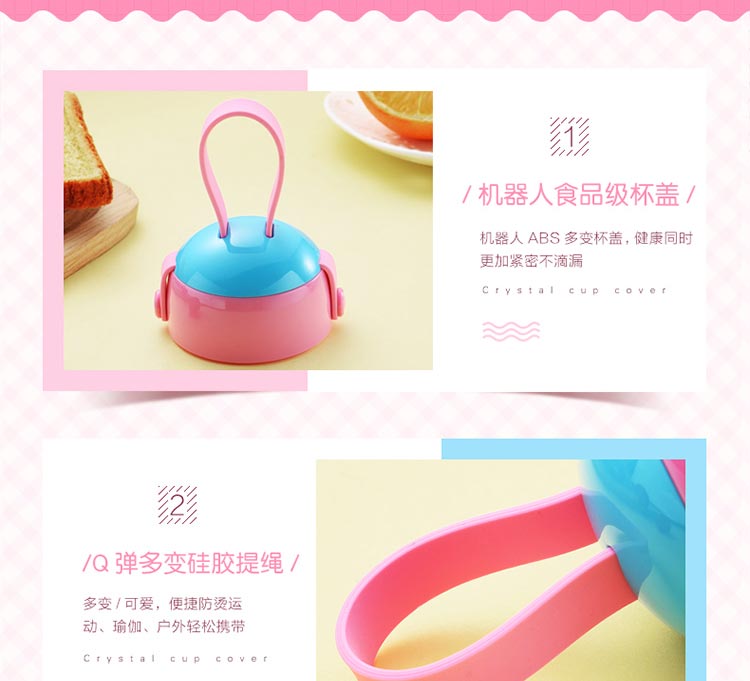 1
/ 机器人食品级杯盖 /
机器人 ABS 多变杯盖，健康同时
更加紧密不滴漏
Crystal cup cover
2
/Q 弹多变硅胶提绳 /
多变 / 可爱，便捷防烫运
动、瑜伽、户外轻松携带
Crystal cup cover